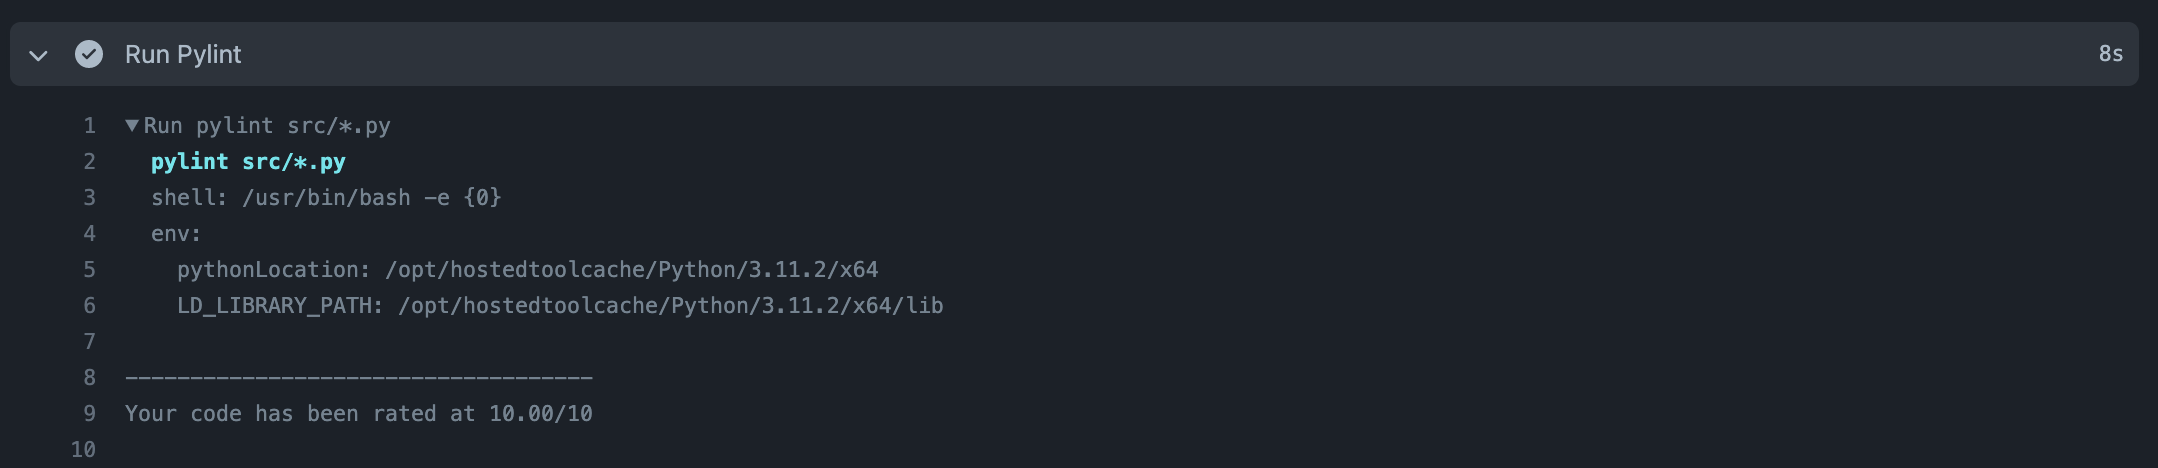 Run Pylint
8s
1 ▼Run pylint src/*.py
2 pylint src/*.py
3 shell: /usr/bin/bash -e {0}
4 env:
5 pythonLocation: /opt/hostedtoolcache/Python/3.11.2/x64
6 LD_LIBRARY_PATH: /opt/hostedtoolcache/Python/3.11.2/x64/lib
7
8 ------------------------------------
9 Your code has been rated at 10.00/10
10